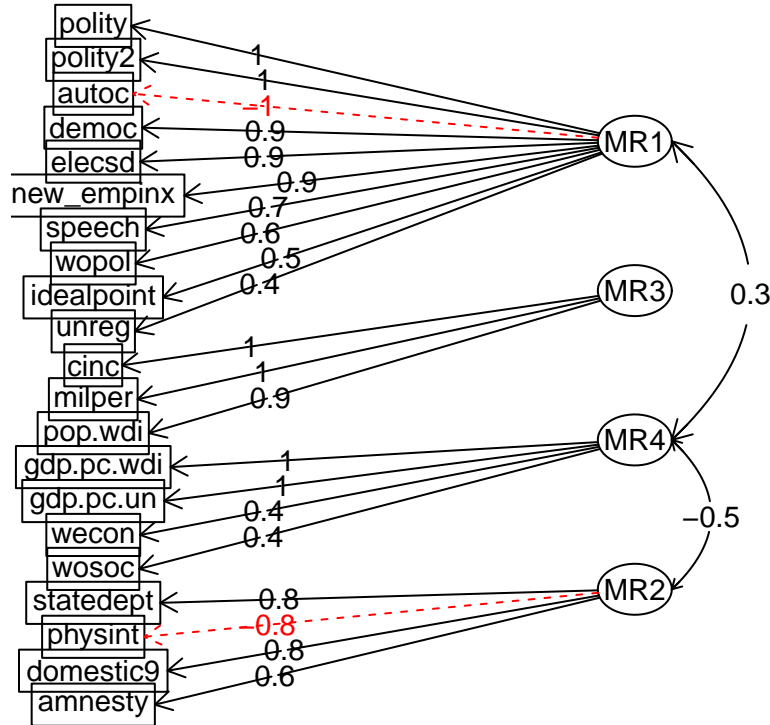 polity
polity2
autoc
democ
elecsd
new_empinx
speech
wopol
idealpoint
unreg
cinc
milper
pop.wdi
gdp.pc.wdi
gdp.pc.un
wecon
wosoc
statedept
physint
domestic9
amnesty
1
1
−1
0.9
0.9
0.9
0.7
0.6
0.5
0.4
1
1
0.9
1
1
0.4
0.4
0.8
−0.8
0.8
0.6
MR1
MR3
MR4
MR2
0.3
−0.5